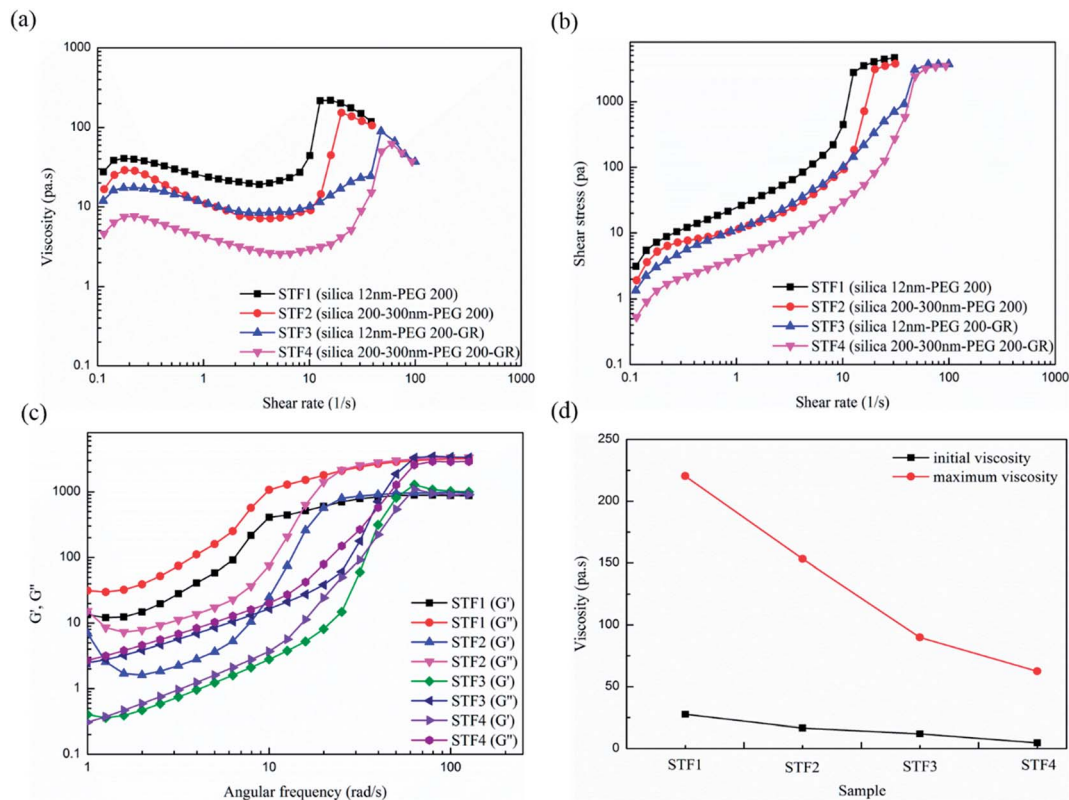 (a)
1000
100
10
1
0.1
0.1
1
10
100
1000
Viscosity (pa.s)
Shear rate (1/s)
STF1 (silica 12nm-PEG 200)
STF2 (silica 200-300nm-PEG 200)
STF3 (silica 12nm-PEG 200-GR)
STF4 (silica 200-300nm-PEG 200-GR)
(b)
1000
100
10
1
0.1
0.1
1
10
100
1000
Shear stress (pa)
Shear rate (1/s)
STF1 (silica 12nm-PEG 200)
STF2 (silica 200-300nm-PEG 200)
STF3 (silica 12nm-PEG 200-GR)
STF4 (silica 200-300nm-PEG 200-GR)
(c)
1000
100
10
1
0.1
1
10
100
G', G''
Angular frequency (rad/s)
STF1 (G')
STF1 (G'')
STF2 (G')
STF2 (G'')
STF3 (G')
STF3 (G'')
STF4 (G')
STF4 (G'')
(d)
250
200
150
100
50
0
STF1
STF2
STF3
STF4
Viscosity (pa.s)
Sample
initial viscosity
maximum viscosity